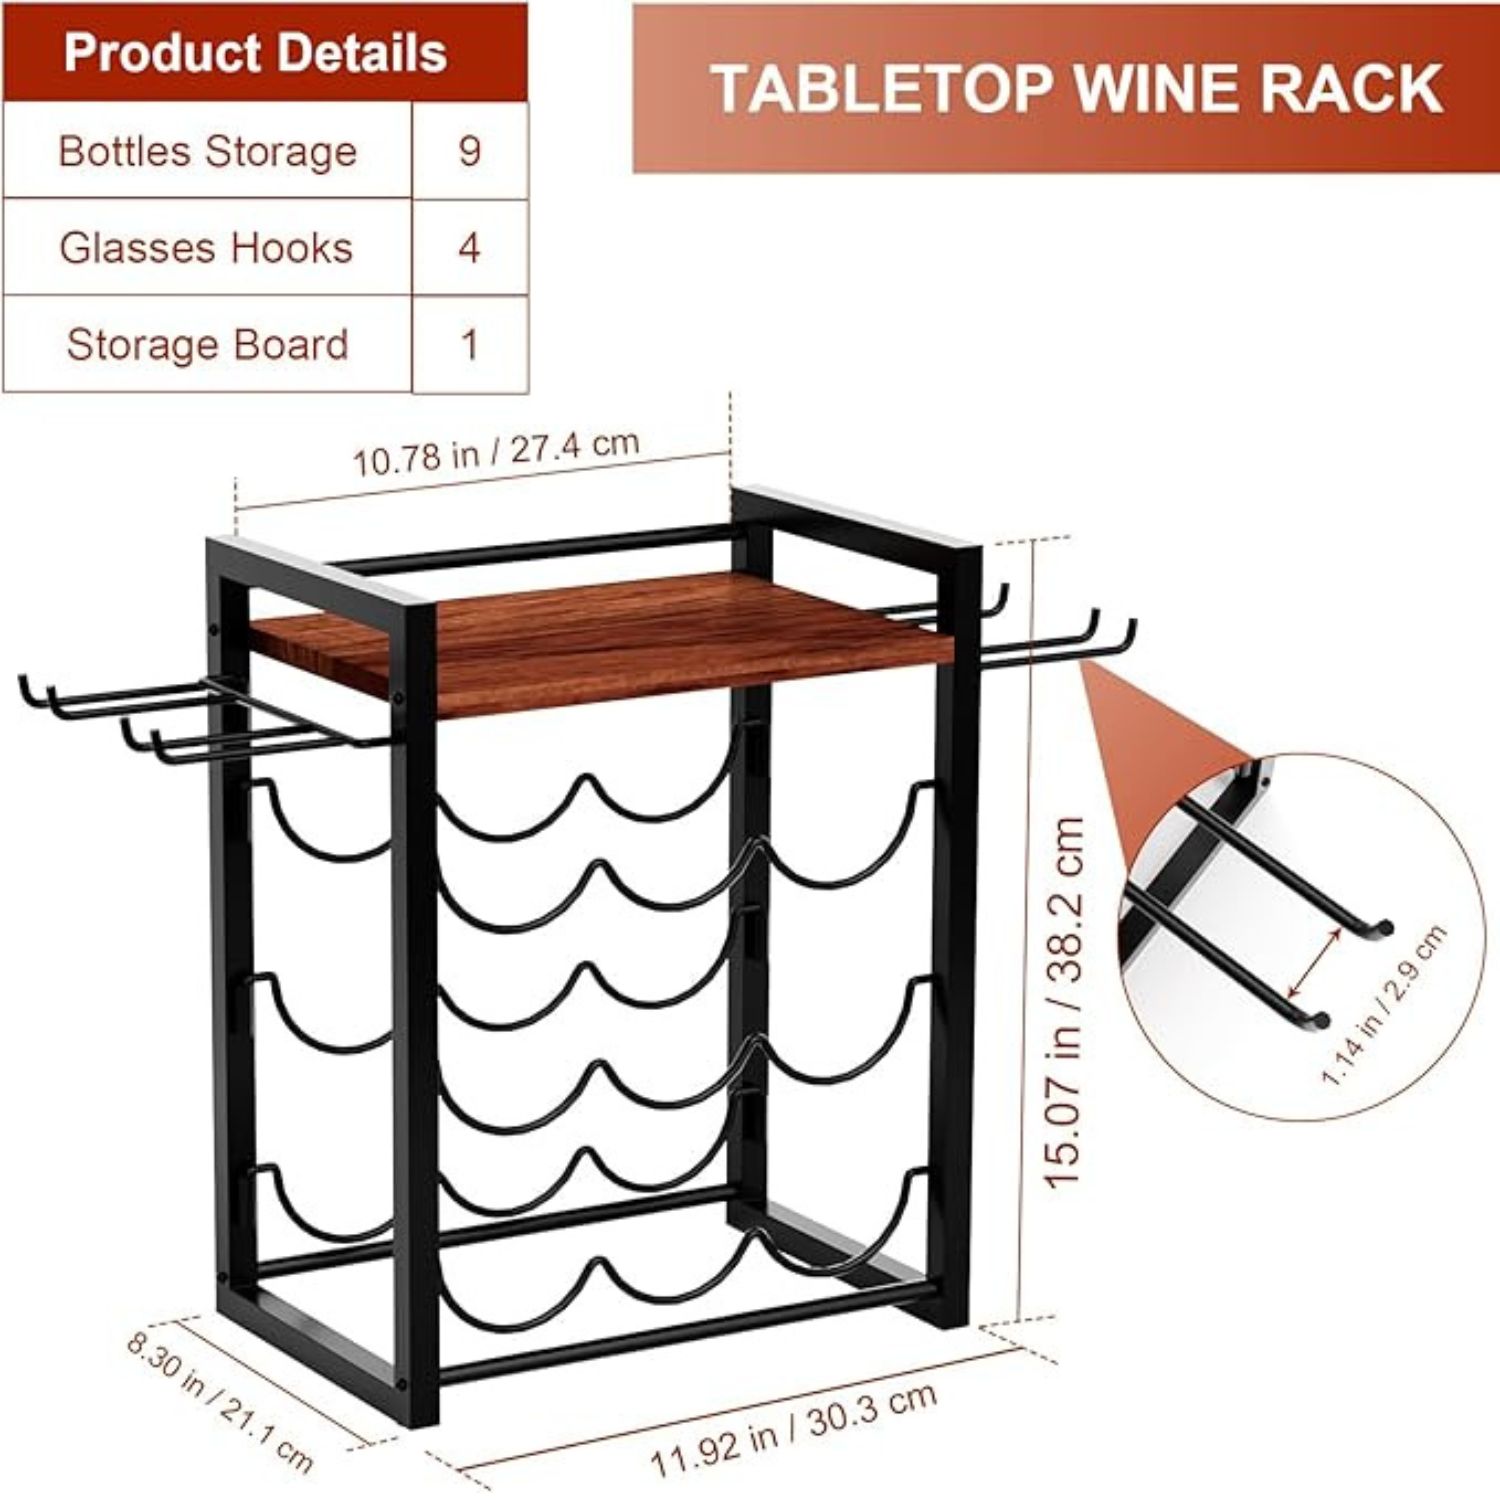 Product Details
TABLETOP WINE RACK
Bottles Storage 9
Glasses Hooks 4
Storage Board 1
10.78 in / 27.4 cm
15.07 in / 38.2 cm
1.14 in / 2.9 cm
8.30 in / 21.1 cm
11.92 in / 30.3 cm